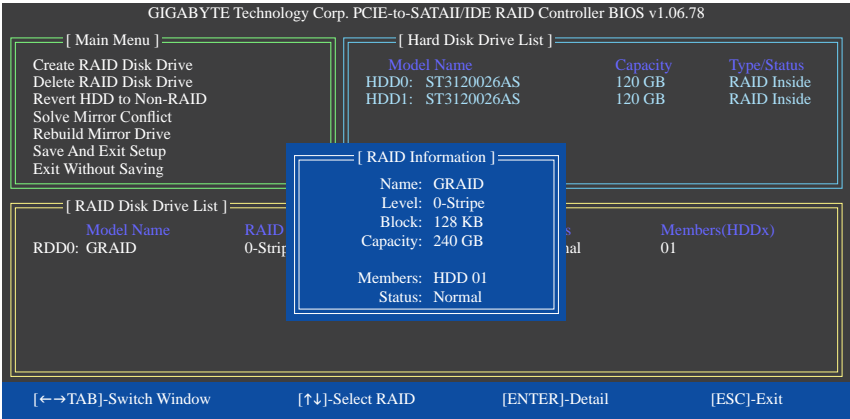 GIGABYTE Technology Corp. PCIE-to-SATAII/IDE RAID Controller BIOS v1.06.78
[ Main Menu ]
Create RAID Disk Drive
Delete RAID Disk Drive
Revert HDD to Non-RAID
Solve Mirror Conflict
Rebuild Mirror Drive
Save And Exit Setup
Exit Without Saving
[ Hard Disk Drive List ]
Model Name Capacity Type/Status
HDD0: ST3120026AS 120 GB RAID Inside
HDD1: ST3120026AS 120 GB RAID Inside
[ RAID Information ]
Name: GRAID
Level: 0-Stripe
Block: 128 KB
Capacity: 240 GB
Members: HDD 01
Status: Normal
[ RAID Disk Drive List ]
Model Name RAID Members(HDDx)
RDD0: GRAID 0-Strip 01
[←→TAB]-Switch Window [↑↓]-Select RAID [ENTER]-Detail [ESC]-Exit